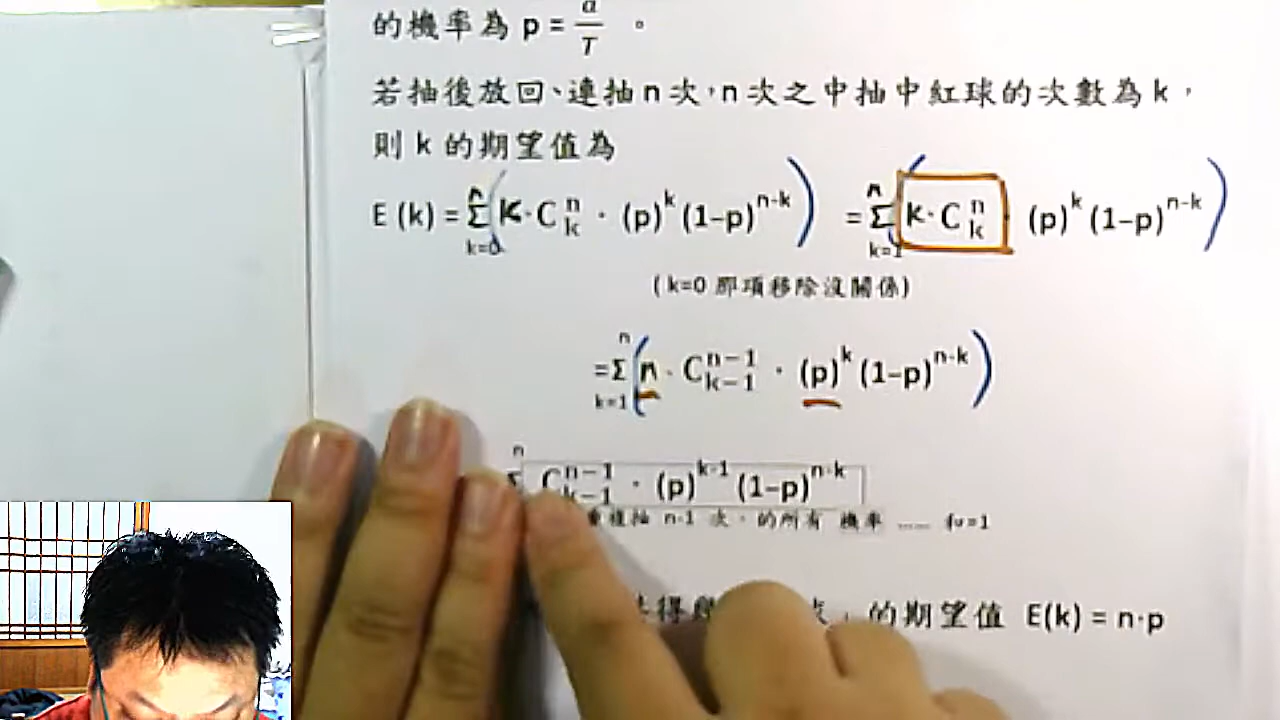 的機率為 p = a/T 。
若抽後放回、連抽 n 次,n 次之中抽中紅球的次數為 k ,
則 k 的期望值為
E (k) = Σ_{k=0}^{n} ( k · C^n_k · (p)^k (1–p)^{n-k} ) = Σ_{k=1}^{n} ( k · C^n_k (p)^k (1–p)^{n-k} )
( k=0 那項移除沒關係)
= Σ_{k=1}^{n} ( n · C^{n–1}_{k–1} · (p)^k (1–p)^{n-k} )
n C^{n–1}_{k–1} · (p)^{k-1} (1–p)^{n-k}
重複抽 n-1 次,的所有 機率 …… 和=1
的期望值 E(k) = n·p